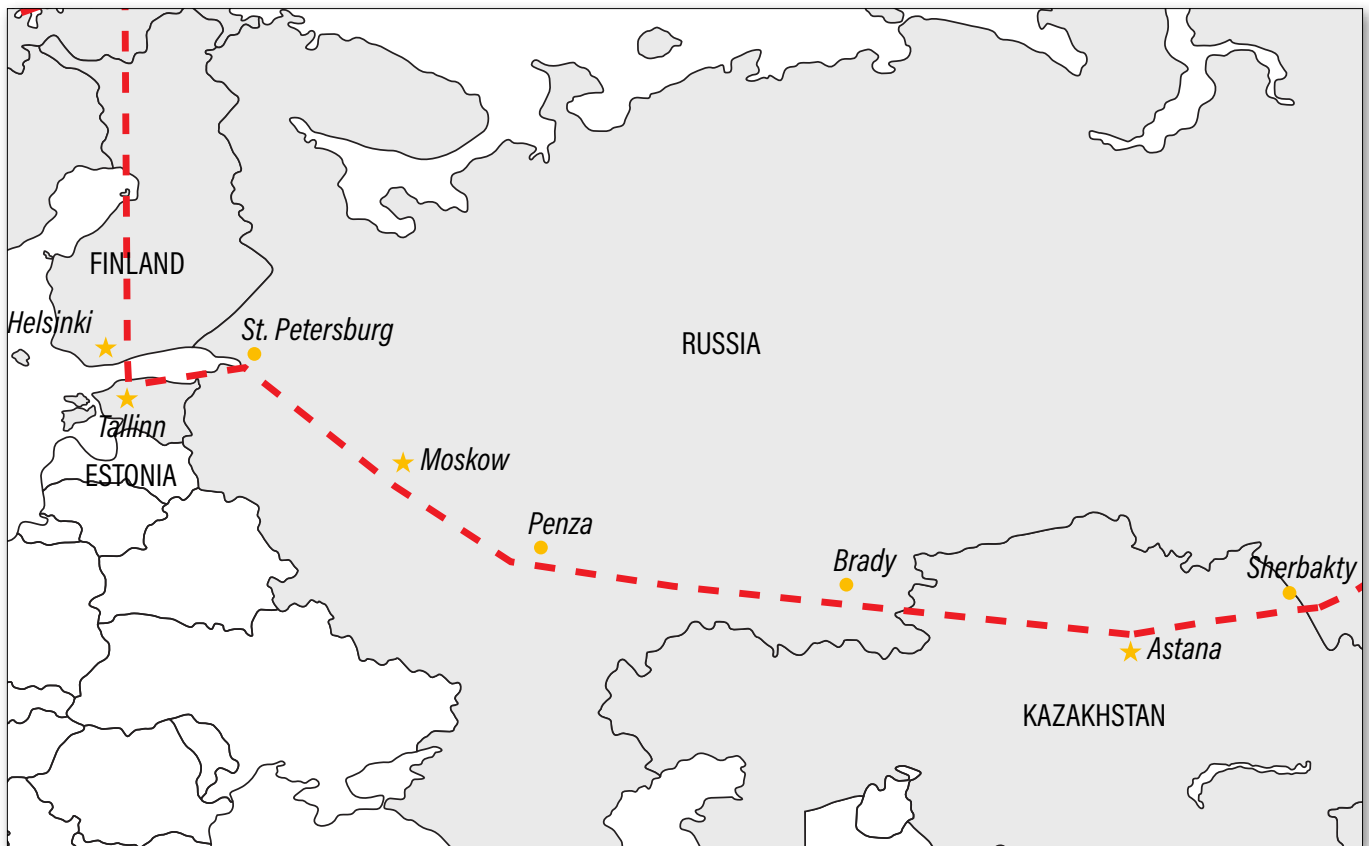 FINLAND
Helsinki
St. Petersburg
RUSSIA
Tallinn
Moskow
ESTONIA
Penza
Brady
Sherbakty
Astana
KAZAKHSTAN